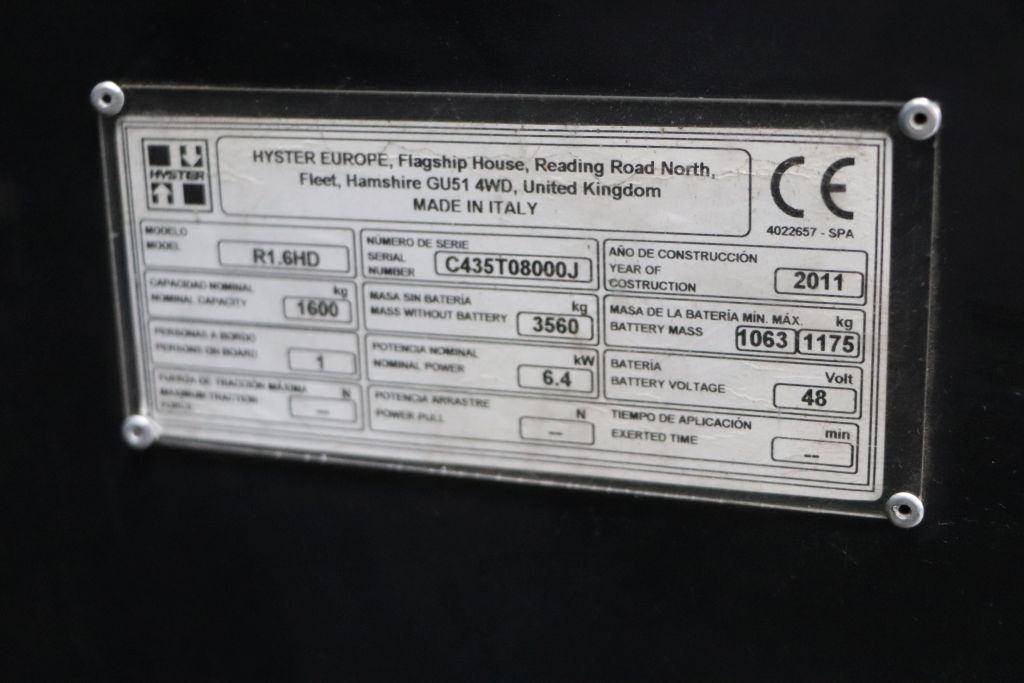 HYSTER
HYSTER EUROPE, Flagship House, Reading Road North,
Fleet, Hamshire GU51 4WD, United Kingdom
MADE IN ITALY
CE
4022657 - SPA
MODELO
MODEL
R1.6HD
NÚMERO DE SERIE
SERIAL
NUMBER
C435T08000J
AÑO DE CONSTRUCCIÓN
YEAR OF
COSTRUCTION
2011
CAPACIDAD NOMINAL
NOMINAL CAPACITY
kg
1600
MASA SIN BATERÍA
MASS WITHOUT BATTERY
kg
3560
MASA DE LA BATERÍA MÍN. MÁX. kg
BATTERY MASS
1063 1175
PERSONAS A BORDO
PERSONS ON BOARD
1
POTENCIA NOMINAL
NOMINAL POWER
kW
6.4
BATERÍA
BATTERY VOLTAGE
Volt
48
FUERZA DE TRACCIÓN MÁXIMA
MAXIMUM TRACTION
FORCE
N
--
POTENCIA ARRASTRE
POWER PULL
N
--
TIEMPO DE APLICACIÓN
EXERTED TIME
min
--